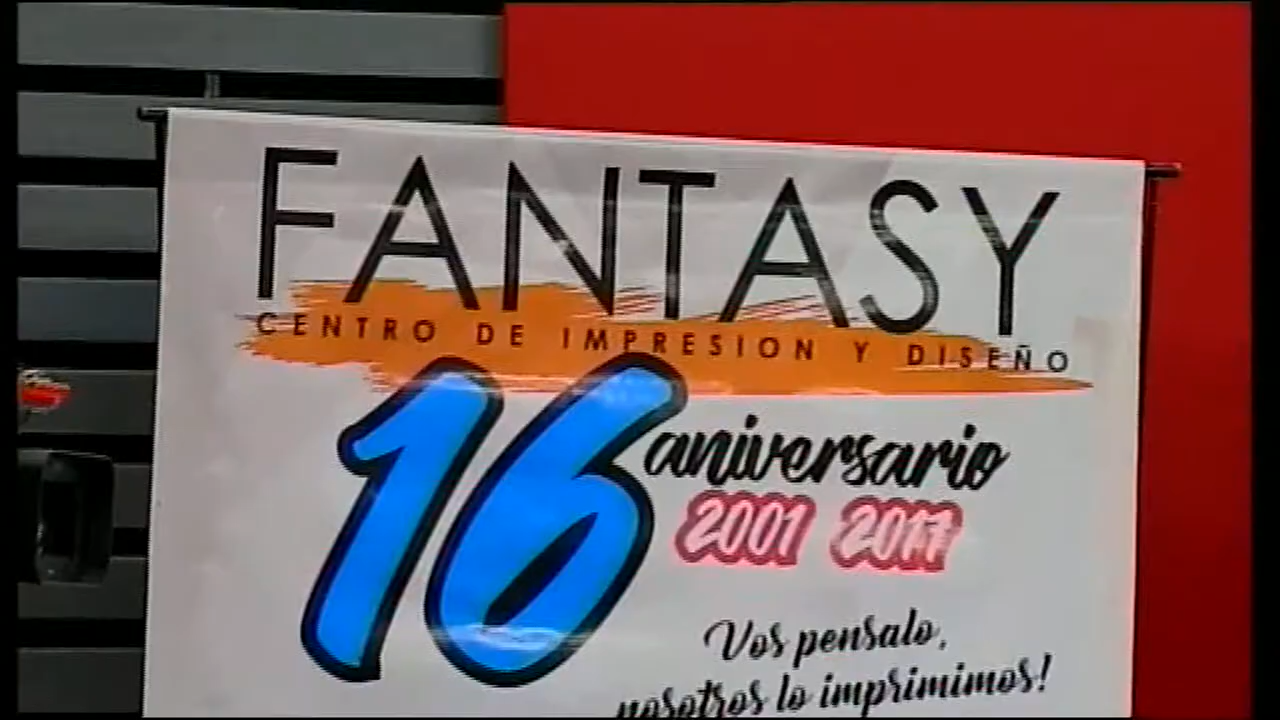 FANTASY
CENTRO DE IMPRESION Y DISEÑO
16 aniversario
2001 2017
Vos pensalo,
nosotros lo imprimimos!